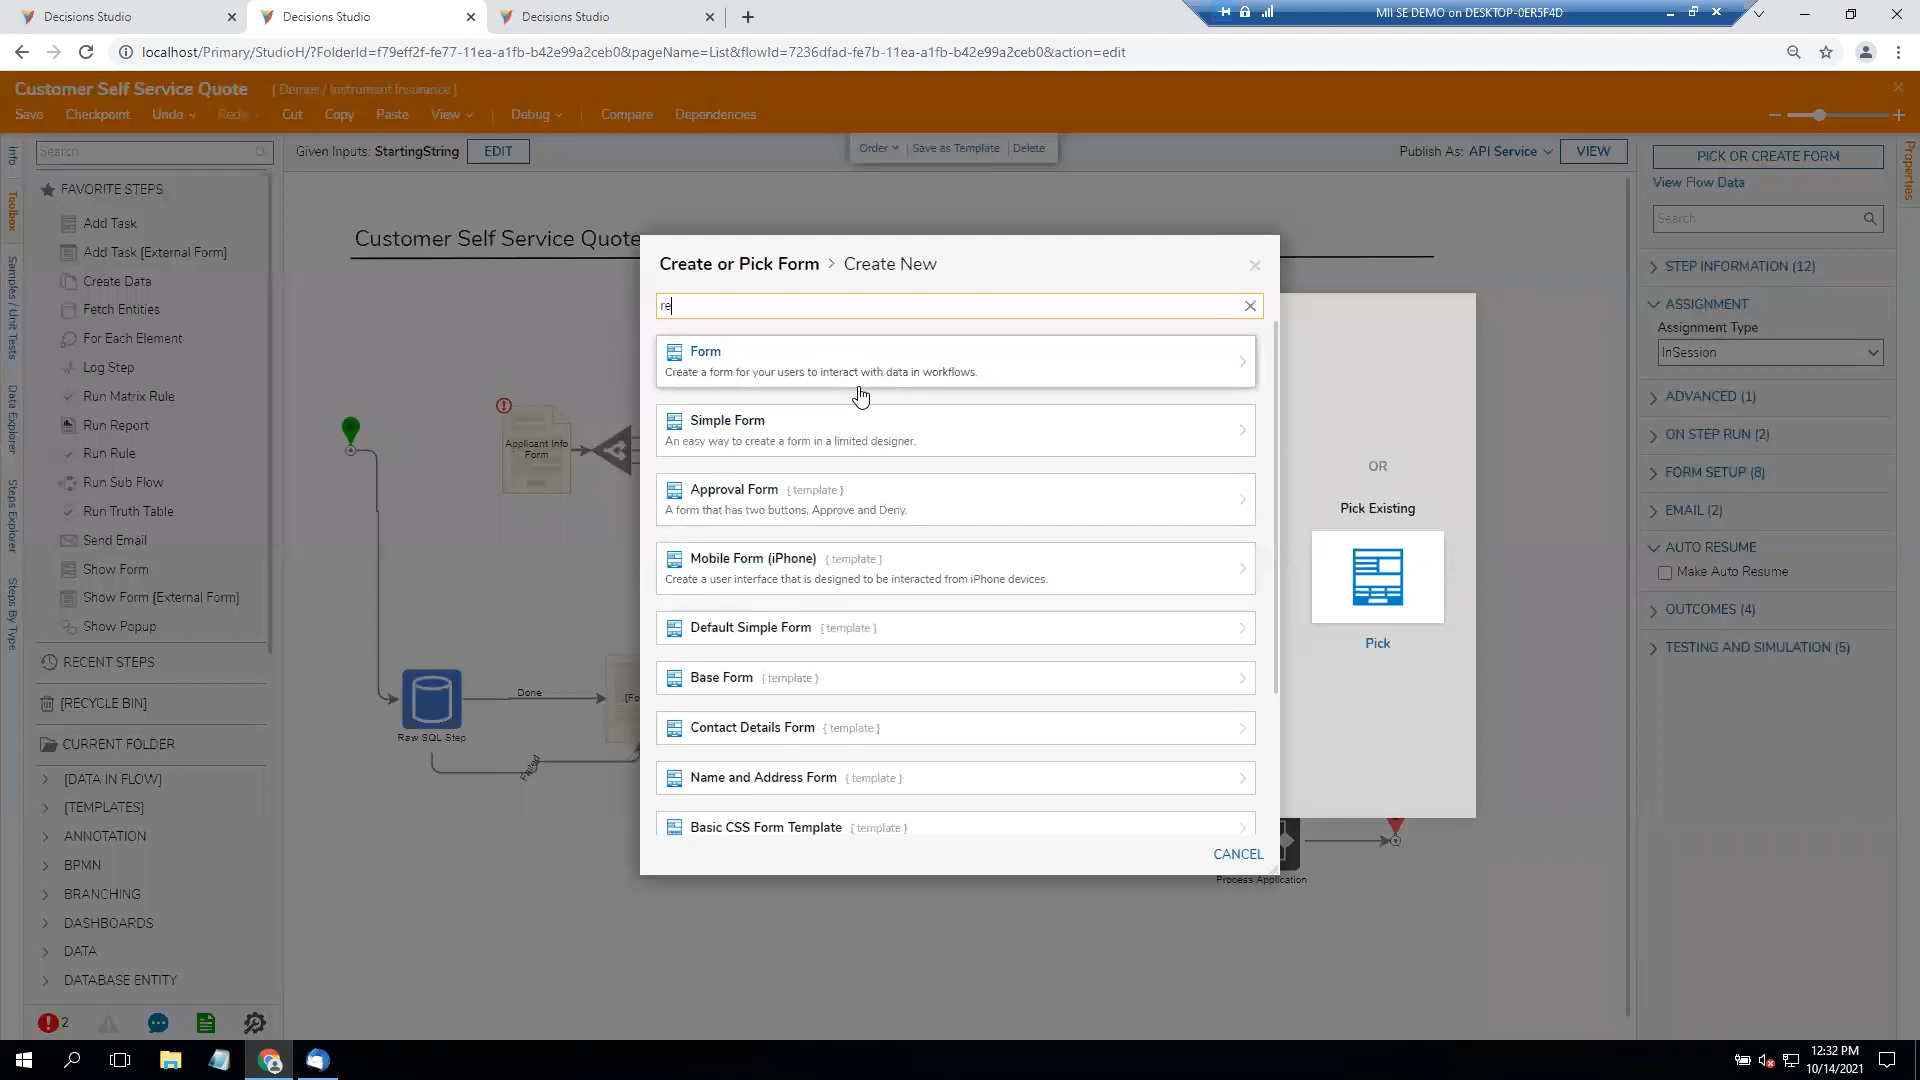 Decisions Studio
Decisions Studio
Decisions Studio
MII SE DEMO on DESKTOP-0ER5F4D
localhost/Primary/StudioH/?FolderId=f79eff2f-fe77-11ea-a1fb-b42e99a2ceb0&pageName=List&flowId=7236dfad-fe7b-11ea-a1fb-b42e99a2ceb0&action=edit
Customer Self Service Quote [ Demos / Instrument Insurance ]
Save Checkpoint Undo Redo Cut Copy Paste View Debug Compare Dependencies
Info
Toolbox
Samples / Unit Tests
Data Explorer
Steps Explorer
Steps By Type
Search
FAVORITE STEPS
Add Task
Add Task [External Form]
Create Data
Fetch Entities
For Each Element
Log Step
Run Matrix Rule
Run Report
Run Rule
Run Sub Flow
Run Truth Table
Send Email
Show Form
Show Form [External Form]
Show Popup
RECENT STEPS
[RECYCLE BIN]
CURRENT FOLDER
[DATA IN FLOW]
[TEMPLATES]
ANNOTATION
BPMN
BRANCHING
DASHBOARDS
DATA
DATABASE ENTITY
2
Given Inputs: StartingString EDIT
Order Save as Template Delete
Publish As: API Service VIEW
Customer Self Service Quote
Applicant Info
Form
Raw SQL Step
Done
Failed
[Fo
Process Application
Create or Pick Form > Create New
re
Form
Create a form for your users to interact with data in workflows.
Simple Form
An easy way to create a form in a limited designer.
Approval Form { template }
A form that has two buttons, Approve and Deny.
Mobile Form (iPhone) { template }
Create a user interface that is designed to be interacted from iPhone devices.
Default Simple Form { template }
Base Form { template }
Contact Details Form { template }
Name and Address Form { template }
Basic CSS Form Template { template }
CANCEL
OR
Pick Existing
Pick
Properties
PICK OR CREATE FORM
View Flow Data
Search
STEP INFORMATION (12)
ASSIGNMENT
Assignment Type
InSession
ADVANCED (1)
ON STEP RUN (2)
FORM SETUP (8)
EMAIL (2)
AUTO RESUME
Make Auto Resume
OUTCOMES (4)
TESTING AND SIMULATION (5)
12:32 PM
10/14/2021